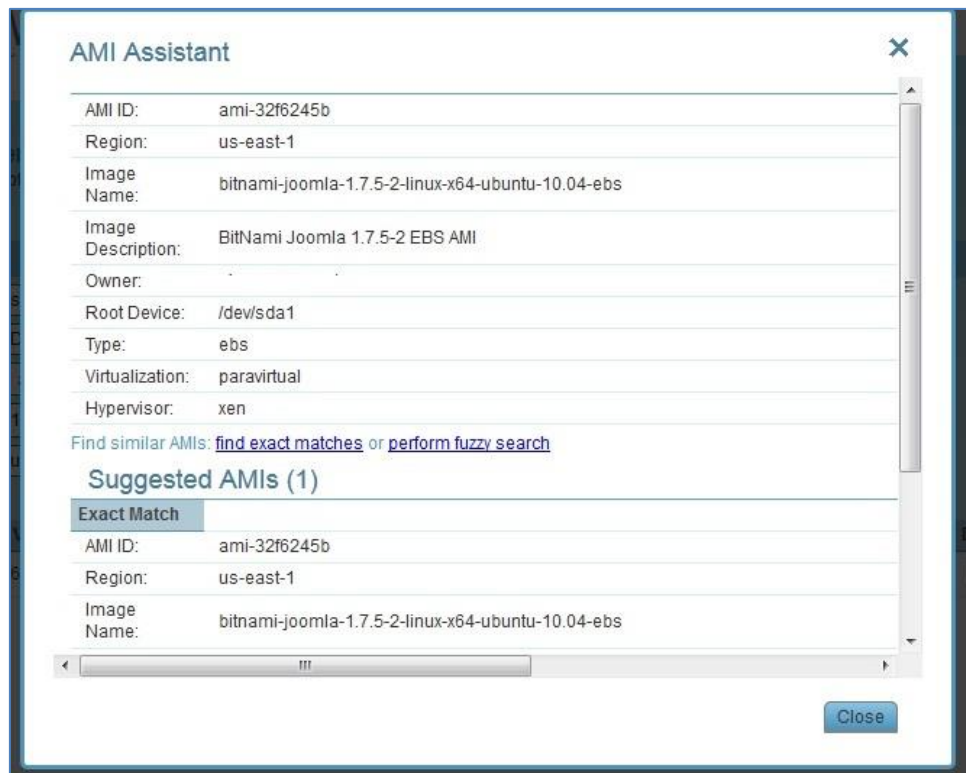 AMI Assistant
AMI ID: ami-32f6245b
Region: us-east-1
Image
Name: bitnami-joomla-1.7.5-2-linux-x64-ubuntu-10.04-ebs
Image
Description: BitNami Joomla 1.7.5-2 EBS AMI
Owner:
Root Device: /dev/sda1
Type: ebs
Virtualization: paravirtual
Hypervisor: xen
Find similar AMIs: find exact matches or perform fuzzy search
Suggested AMIs (1)
Exact Match
AMI ID: ami-32f6245b
Region: us-east-1
Image
Name: bitnami-joomla-1.7.5-2-linux-x64-ubuntu-10.04-ebs
Close